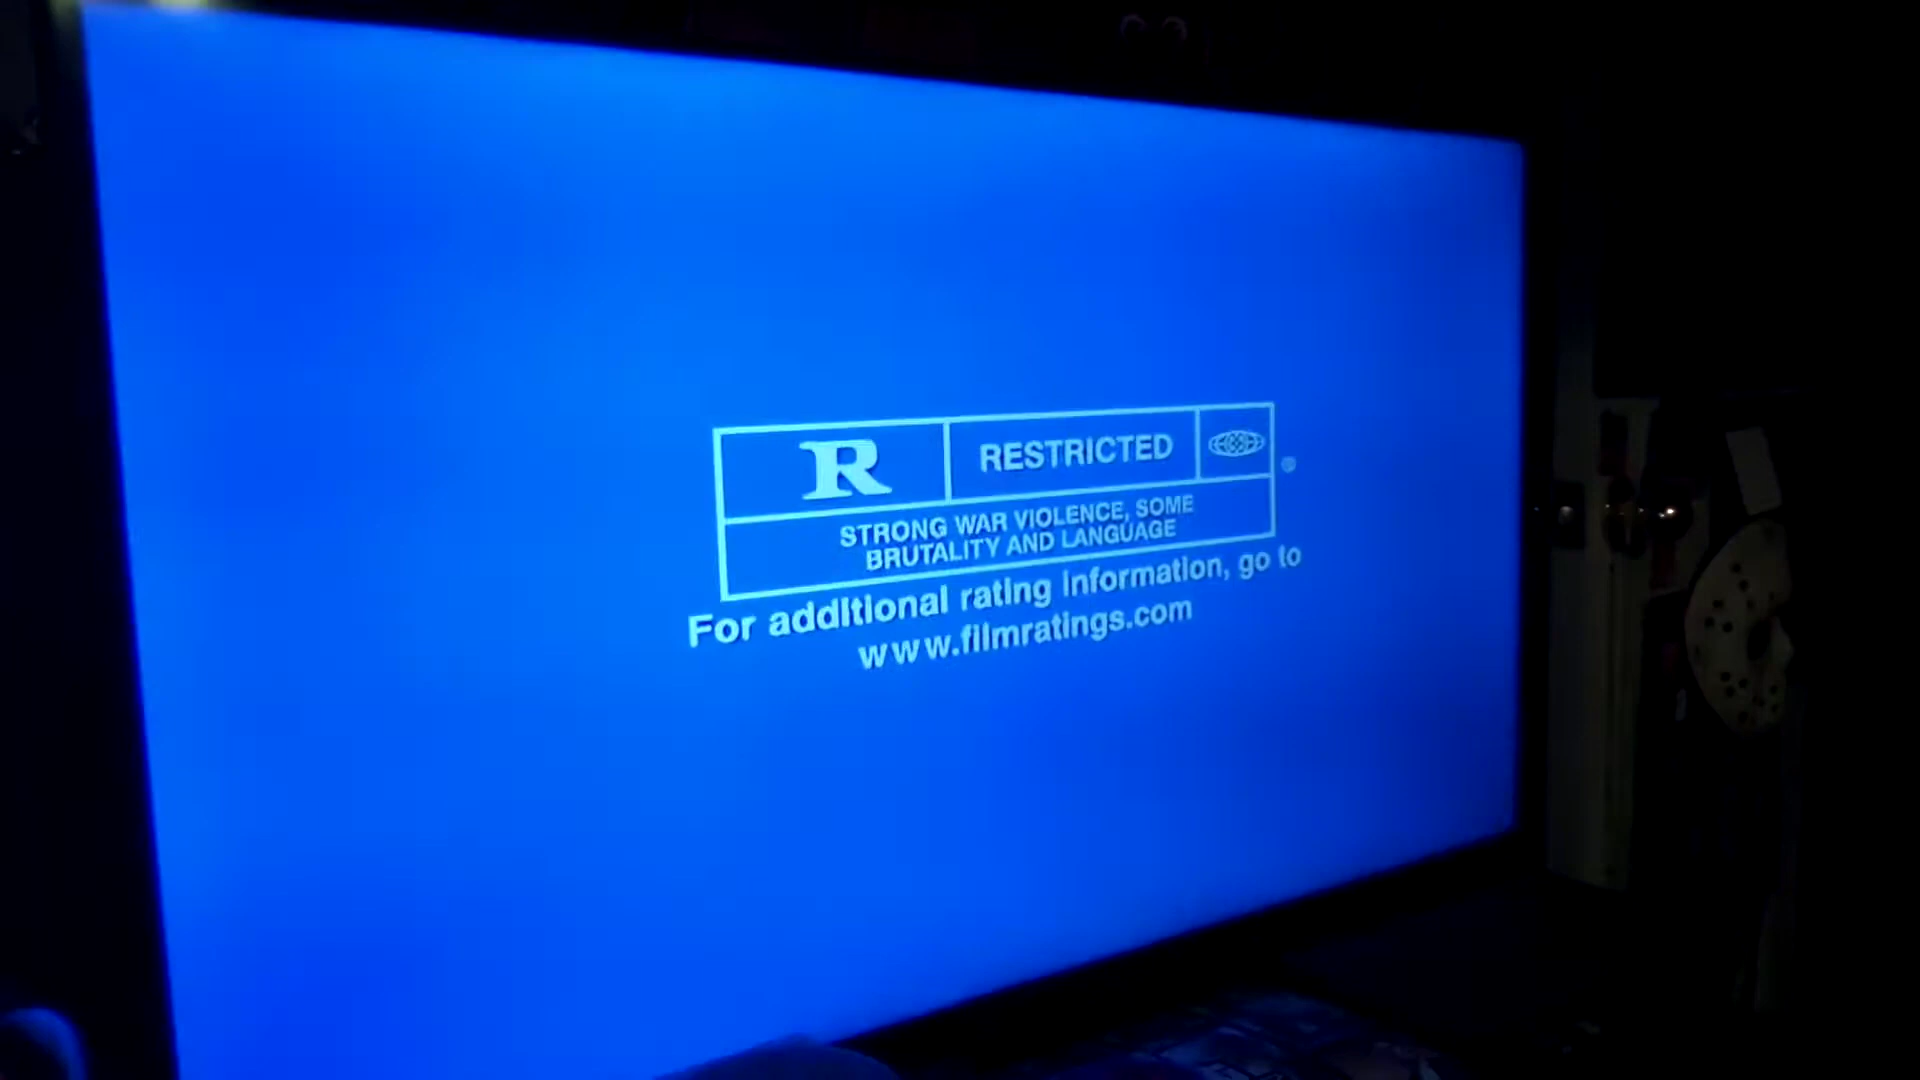 R
RESTRICTED
STRONG WAR VIOLENCE, SOME
BRUTALITY AND LANGUAGE
For additional rating information, go to
www.filmratings.com